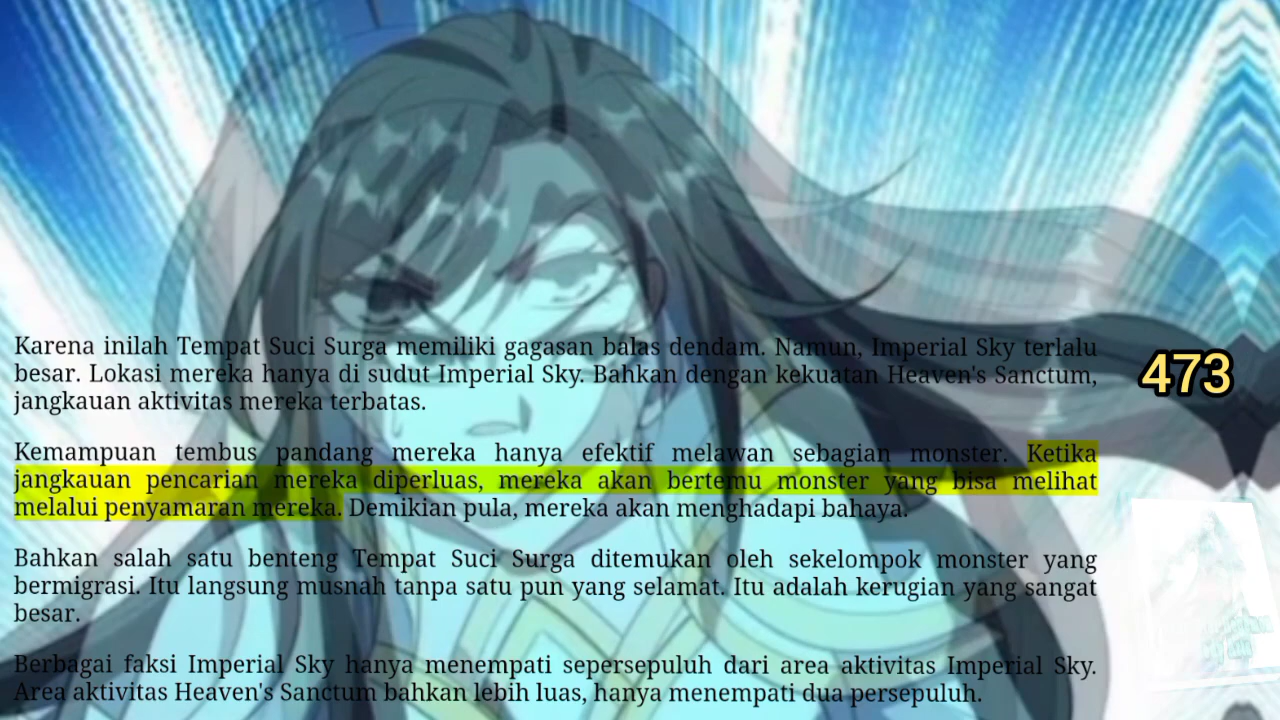 Karena inilah Tempat Suci Surga memiliki gagasan balas dendam. Namun, Imperial Sky terlalu
besar. Lokasi mereka hanya di sudut Imperial Sky. Bahkan dengan kekuatan Heaven's Sanctum,
jangkauan aktivitas mereka terbatas.
473
Kemampuan tembus pandang mereka hanya efektif melawan sebagian monster. Ketika
jangkauan pencarian mereka diperluas, mereka akan bertemu monster yang bisa melihat
melalui penyamaran mereka. Demikian pula, mereka akan menghadapi bahaya.
Bahkan salah satu benteng Tempat Suci Surga ditemukan oleh sekelompok monster yang
bermigrasi. Itu langsung musnah tanpa satu pun yang selamat. Itu adalah kerugian yang sangat
besar.
Berbagai faksi Imperial Sky hanya menempati sepersepuluh dari area aktivitas Imperial Sky.
Area aktivitas Heaven's Sanctum bahkan lebih luas, hanya menempati dua persepuluh.